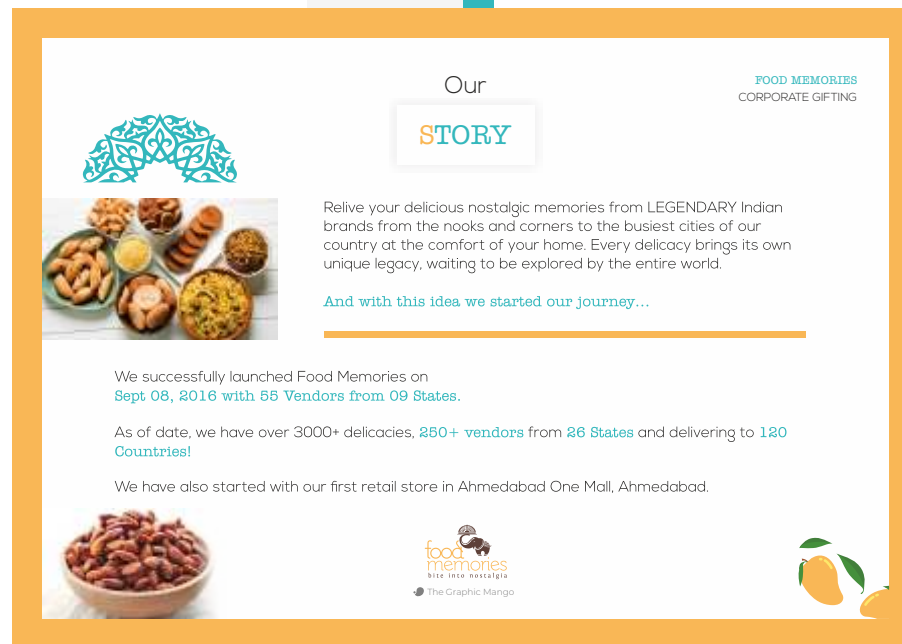 Our
STORY
FOOD MEMORIES
CORPORATE GIFTING
Relive your delicious nostalgic memories from LEGENDARY Indian
brands from the nooks and corners to the busiest cities of our
country at the comfort of your home. Every delicacy brings its own
unique legacy, waiting to be explored by the entire world.
And with this idea we started our journey...
We successfully launched Food Memories on
Sept 08, 2016 with 55 Vendors from 09 States.
As of date, we have over 3000+ delicacies, 250+ vendors from 26 States and delivering to 120
Countries!
We have also started with our first retail store in Ahmedabad One Mall, Ahmedabad.
food
memories
bite into nostalgia
The Graphic Mango